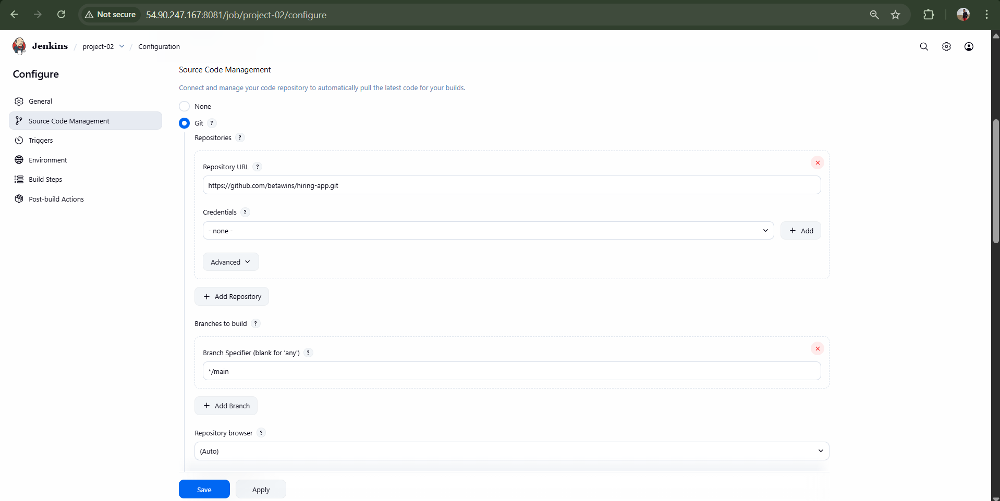 Not secure 54.90.247.167:8081/job/project-02/configure
Jenkins / project-02 / Configuration
Configure
General
Source Code Management
Triggers
Environment
Build Steps
Post-build Actions
Source Code Management
Connect and manage your code repository to automatically pull the latest code for your builds.
None
Git ?
Repositories ?
Repository URL ?
https://github.com/betawins/hiring-app.git
Credentials ?
- none -
+ Add
Advanced
+ Add Repository
Branches to build ?
Branch Specifier (blank for 'any') ?
*/main
+ Add Branch
Repository browser ?
(Auto)
Save Apply